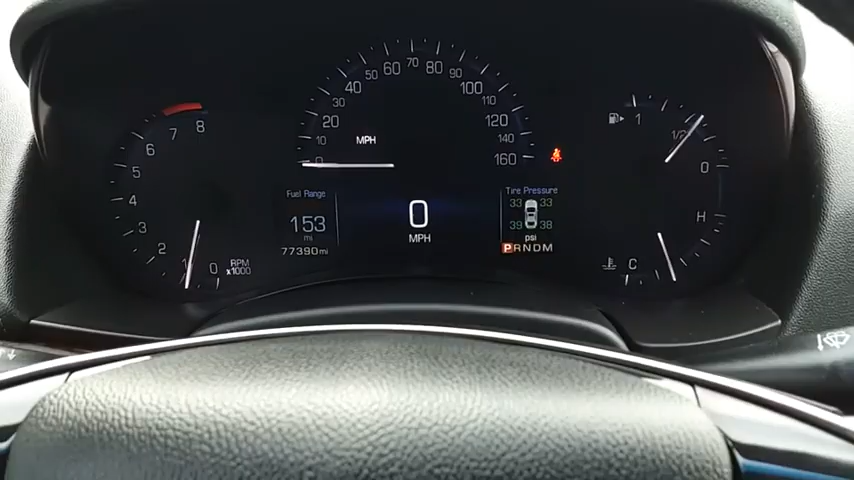 60 70 80
50 90
40 100
30 110
20 120
10 MPH 140
0 160
8
7
6
5
4
3
2
1
0 RPM x1000
Fuel Range
153
mi
77390mi
0
MPH
Tire Pressure
33 33
39 38
psi
PRNDM
1
1/2
0
H
C